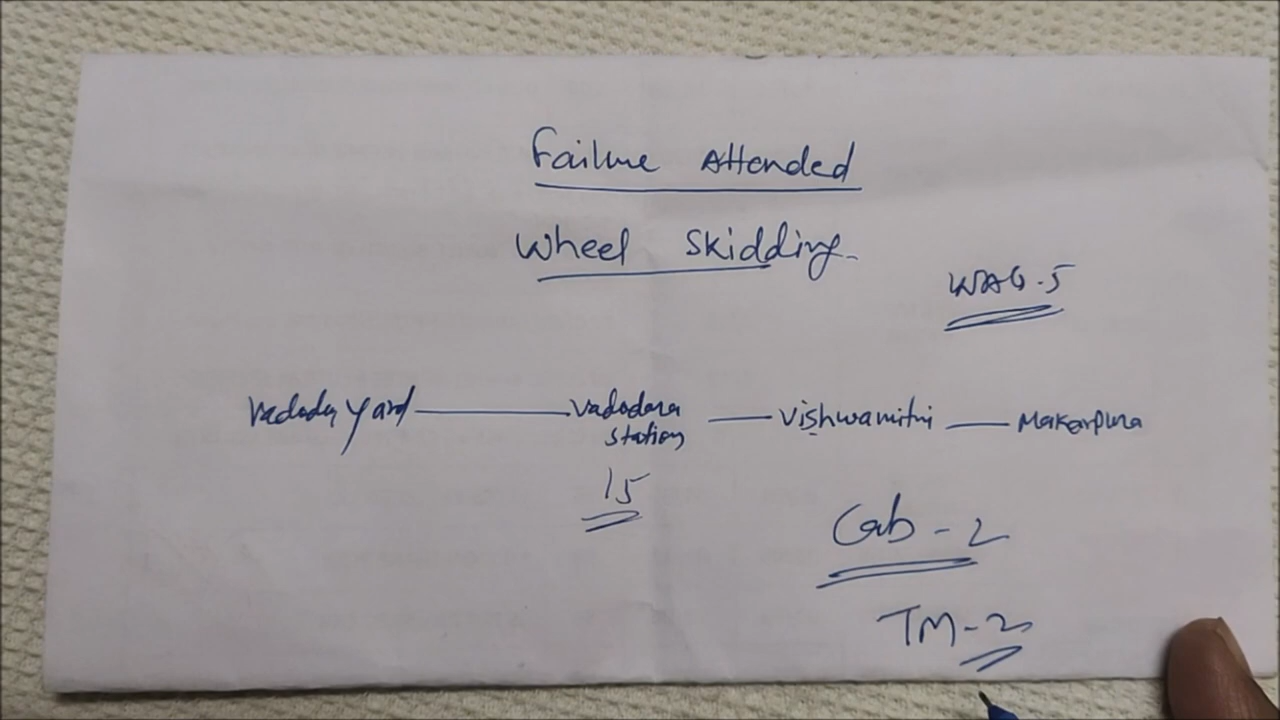 Failure Attended
Wheel Skidding.
WAG-5
Vadodara Yard — Vadodara Station — Vishwamitri — Makarpura
15
Cab-2
TM-2